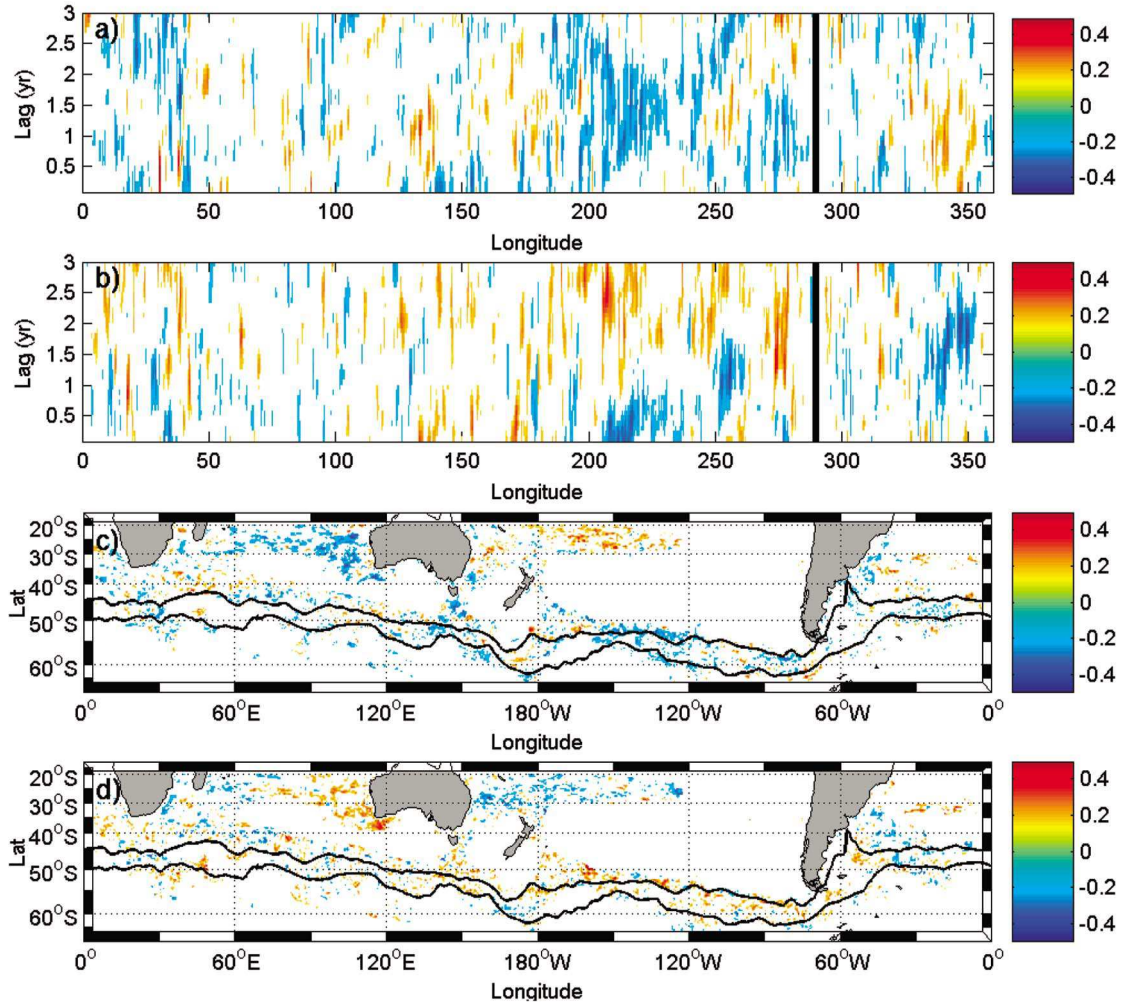 a)
Lag (yr)
3
2.5
2
1.5
1
0.5
0 50 100 150 200 250 300 350
Longitude
0.4
0.2
0
-0.2
-0.4
b)
Lag (yr)
3
2.5
2
1.5
1
0.5
0 50 100 150 200 250 300 350
Longitude
0.4
0.2
0
-0.2
-0.4
c)
Lat
20°S
30°S
40°S
50°S
60°S
0° 60°E 120°E 180°W 120°W 60°W 0°
Longitude
0.4
0.2
0
-0.2
-0.4
d)
Lat
20°S
30°S
40°S
50°S
60°S
0° 60°E 120°E 180°W 120°W 60°W 0°
Longitude
0.4
0.2
0
-0.2
-0.4